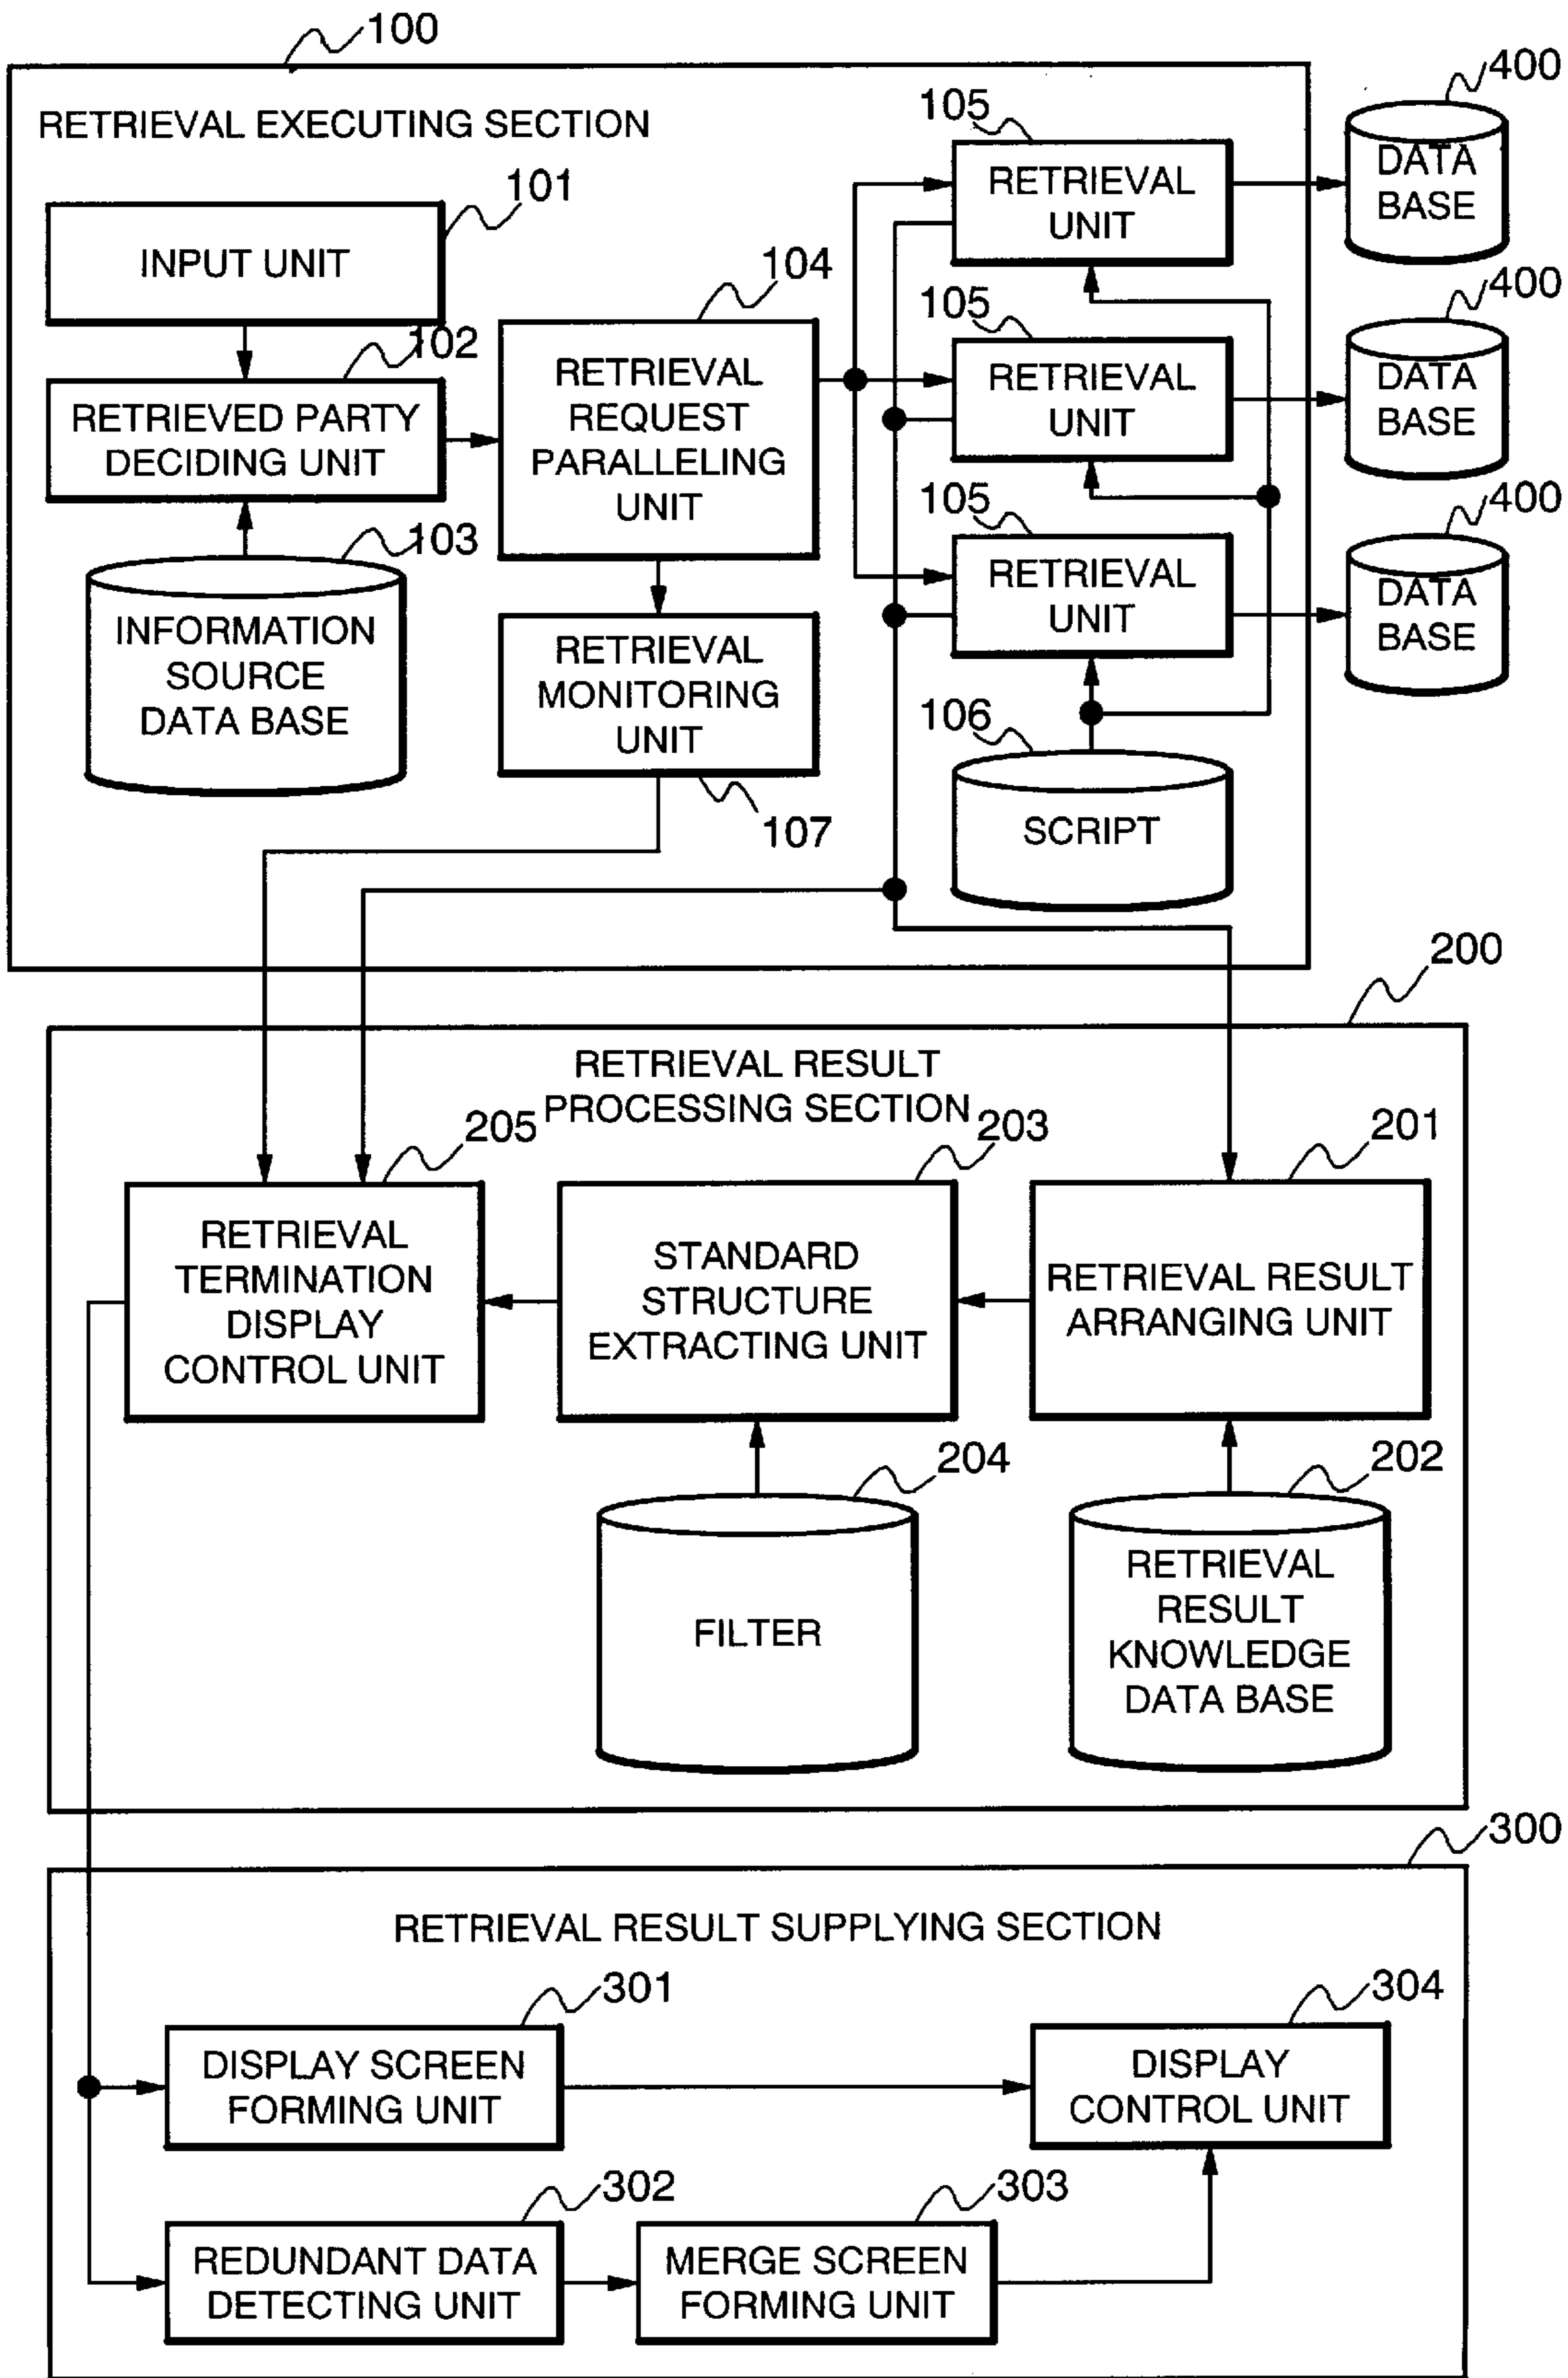 100
400
RETRIEVAL EXECUTING SECTION
105
101
RETRIEVAL
UNIT
DATA
BASE
INPUT UNIT
104
400
102
105
RETRIEVED PARTY
DECIDING UNIT
RETRIEVAL
REQUEST
PARALLELING
UNIT
RETRIEVAL
UNIT
DATA
BASE
103
105
400
INFORMATION
SOURCE
DATA BASE
RETRIEVAL
UNIT
DATA
BASE
RETRIEVAL
MONITORING
UNIT
107
106
SCRIPT
200
RETRIEVAL RESULT
PROCESSING SECTION
205
203
201
RETRIEVAL
TERMINATION
DISPLAY
CONTROL UNIT
STANDARD
STRUCTURE
EXTRACTING UNIT
RETRIEVAL RESULT
ARRANGING UNIT
204
202
FILTER
RETRIEVAL
RESULT
KNOWLEDGE
DATA BASE
300
RETRIEVAL RESULT SUPPLYING SECTION
301
304
DISPLAY SCREEN
FORMING UNIT
DISPLAY
CONTROL UNIT
302
303
REDUNDANT DATA
DETECTING UNIT
MERGE SCREEN
FORMING UNIT